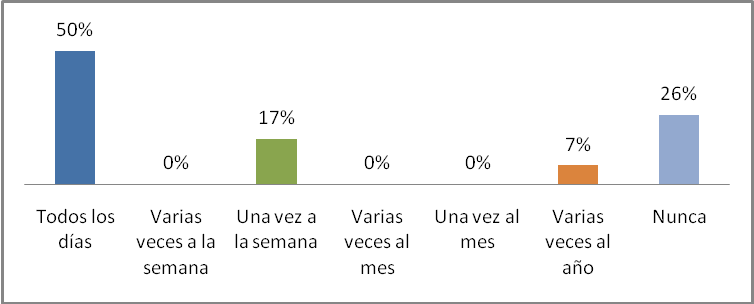 50%
0%
17%
0%
0%
7%
26%
Todos los
días
Varias
veces a la
semana
Una vez a
la semana
Varias
veces al
mes
Una vez al
mes
Varias
veces al
año
Nunca